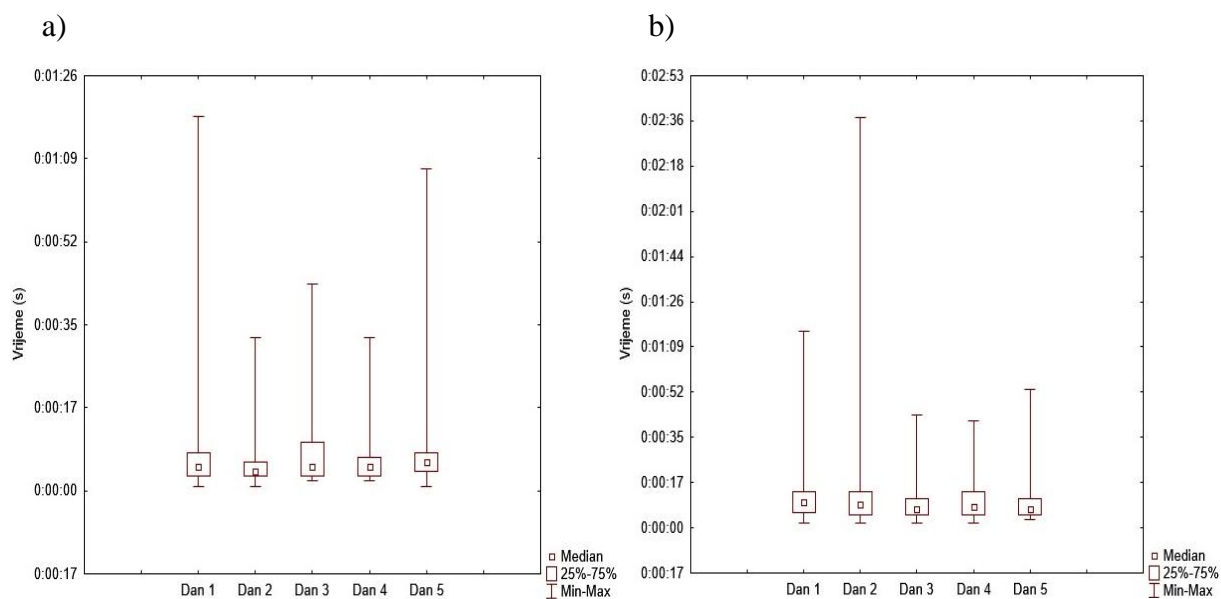 a)
0:01:26
0:01:09
0:00:52
0:00:35
0:00:17
0:00:00
0:00:17
Vrijeme (s)
Dan 1 Dan 2 Dan 3 Dan 4 Dan 5
Median
25%-75%
Min-Max
b)
0:02:53
0:02:36
0:02:18
0:02:01
0:01:44
0:01:26
0:01:09
0:00:52
0:00:35
0:00:17
0:00:00
0:00:17
Vrijeme (s)
Dan 1 Dan 2 Dan 3 Dan 4 Dan 5
Median
25%-75%
Min-Max